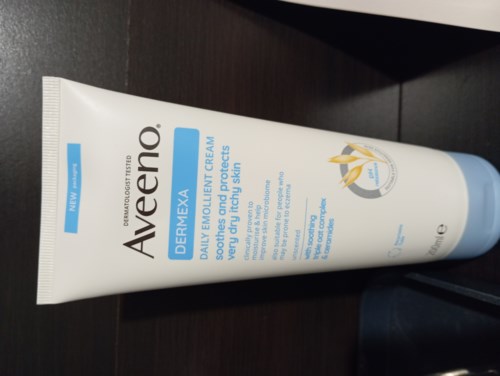 NEW packaging
DERMATOLOGIST TESTED
Aveeno®
DERMEXA
DAILY EMOLLIENT CREAM
soothes and protects
very dry itchy skin
clinically proven to
moisturise & help
improve skin microbiome
also suitable for people who
may be prone to eczema
unscented
with soothing
triple oat complex
& ceramides